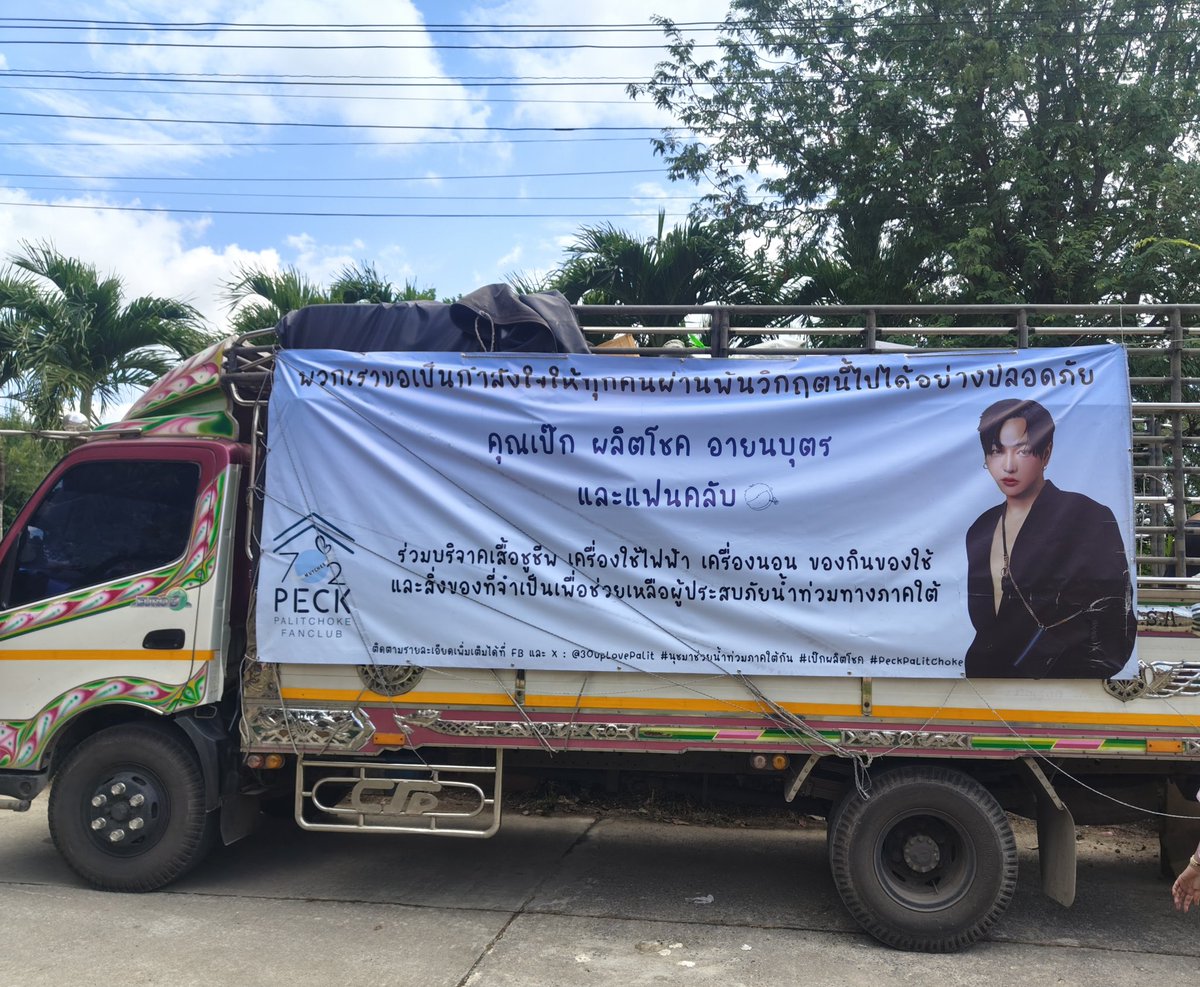 พวกเราขอเป็นกำลังใจให้ทุกคนผ่านพ้นวิกฤตนี้ไปได้อย่างปลอดภัย
คุณเป๊ก ผลิตโชค อายนบุตร
และแฟนคลับ
ร่วมบริจาคเสื้อชูชีพ เครื่องใช้ไฟฟ้า เครื่องนอน ของกินของใช้
และสิ่งของที่จำเป็นเพื่อช่วยเหลือผู้ประสบภัยน้ำท่วมทางภาคใต้
ติดตามรายละเอียดเพิ่มเติมได้ที่ FB และ X : @30upLovePalit #นุชมาช่วยน้ำท่วมภาคใต้กัน #เป๊กผลิตโชค #PeckPalitchoke
702
PECK
PALITCHOKE
FANCLUB